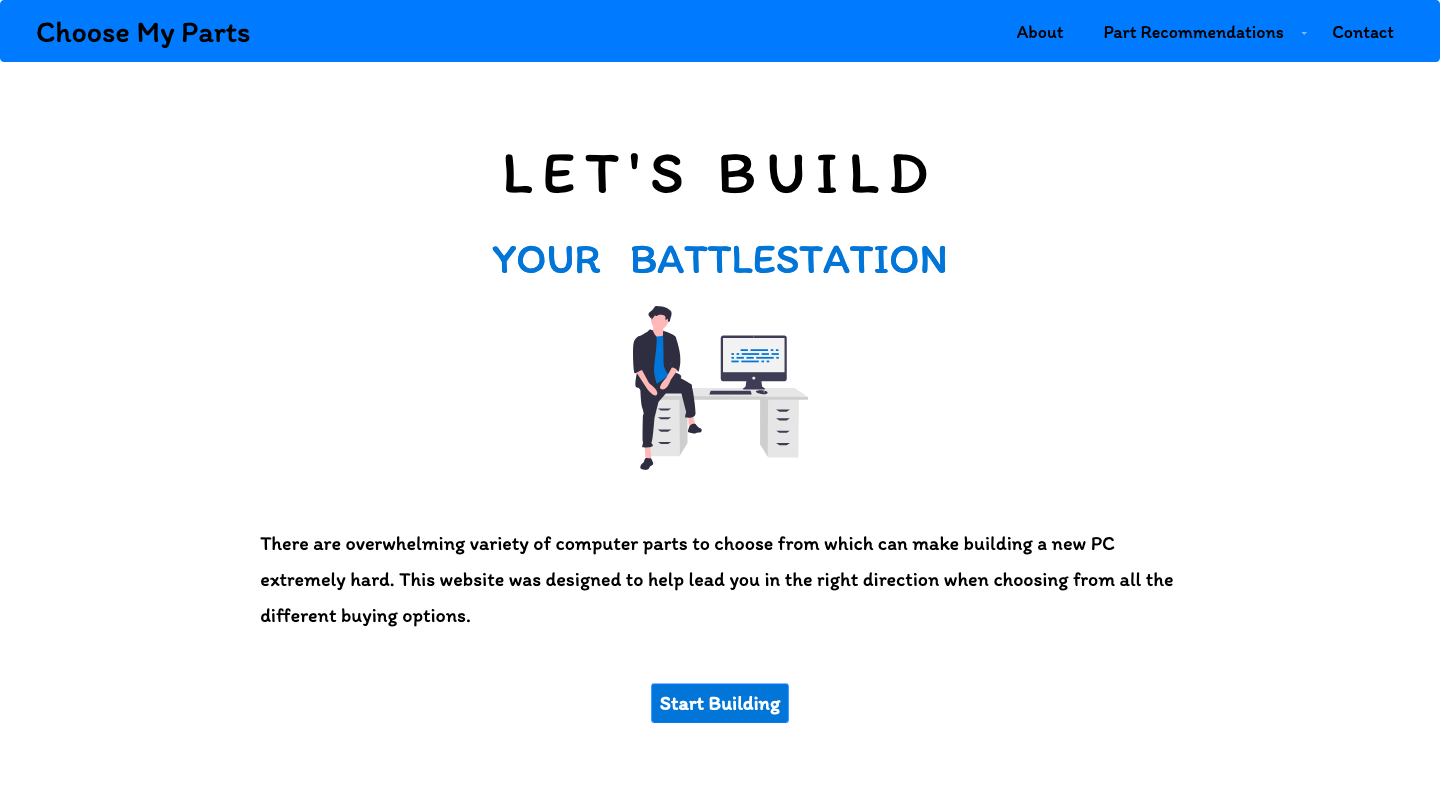 Choose My Parts
About
Part Recommendations
Contact
LET'S BUILD
YOUR BATTLESTATION
There are overwhelming variety of computer parts to choose from which can make building a new PC
extremely hard. This website was designed to help lead you in the right direction when choosing from all the
different buying options.
Start Building